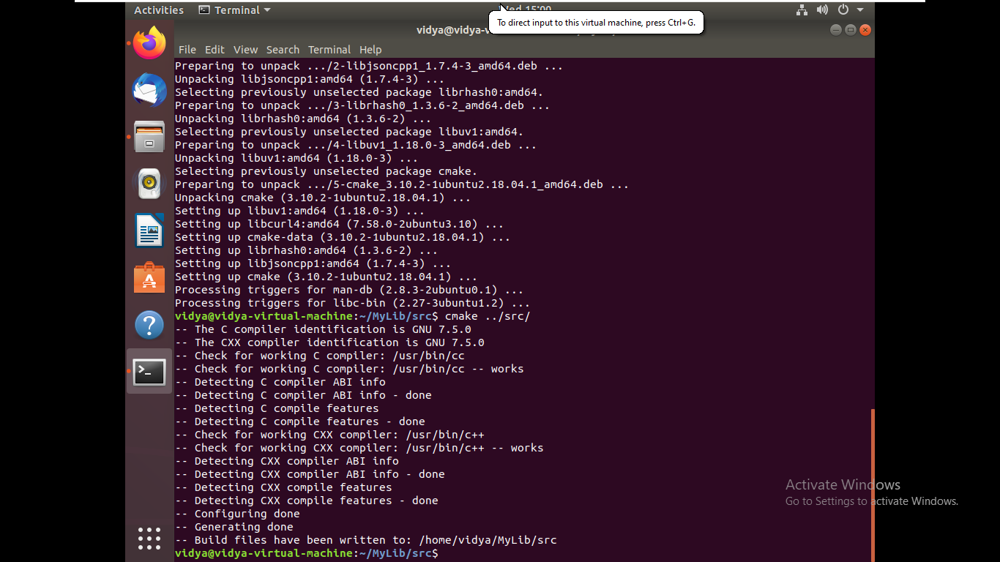 Activities Terminal Wed 15:00
To direct input to this virtual machine, press Ctrl+G.
vidya@vidya-
File Edit View Search Terminal Help
Preparing to unpack .../2-libjsoncpp1_1.7.4-3_amd64.deb ...
Unpacking libjsoncpp1:amd64 (1.7.4-3) ...
Selecting previously unselected package librhash0:amd64.
Preparing to unpack .../3-librhash0_1.3.6-2_amd64.deb ...
Unpacking librhash0:amd64 (1.3.6-2) ...
Selecting previously unselected package libuv1:amd64.
Preparing to unpack .../4-libuv1_1.18.0-3_amd64.deb ...
Unpacking libuv1:amd64 (1.18.0-3) ...
Selecting previously unselected package cmake.
Preparing to unpack .../5-cmake_3.10.2-1ubuntu2.18.04.1_amd64.deb ...
Unpacking cmake (3.10.2-1ubuntu2.18.04.1) ...
Setting up libuv1:amd64 (1.18.0-3) ...
Setting up libcurl4:amd64 (7.58.0-2ubuntu3.10) ...
Setting up cmake-data (3.10.2-1ubuntu2.18.04.1) ...
Setting up librhash0:amd64 (1.3.6-2) ...
Setting up libjsoncpp1:amd64 (1.7.4-3) ...
Setting up cmake (3.10.2-1ubuntu2.18.04.1) ...
Processing triggers for man-db (2.8.3-2ubuntu0.1) ...
Processing triggers for libc-bin (2.27-3ubuntu1.2) ...
vidya@vidya-virtual-machine:~/MyLib/src$ cmake ../src/
-- The C compiler identification is GNU 7.5.0
-- The CXX compiler identification is GNU 7.5.0
-- Check for working C compiler: /usr/bin/cc
-- Check for working C compiler: /usr/bin/cc -- works
-- Detecting C compiler ABI info
-- Detecting C compiler ABI info - done
-- Detecting C compile features
-- Detecting C compile features - done
-- Check for working CXX compiler: /usr/bin/c++
-- Check for working CXX compiler: /usr/bin/c++ -- works
-- Detecting CXX compiler ABI info
-- Detecting CXX compiler ABI info - done
-- Detecting CXX compile features
-- Detecting CXX compile features - done
-- Configuring done
-- Generating done
-- Build files have been written to: /home/vidya/MyLib/src
vidya@vidya-virtual-machine:~/MyLib/src$
Activate Windows
Go to Settings to activate Windows.